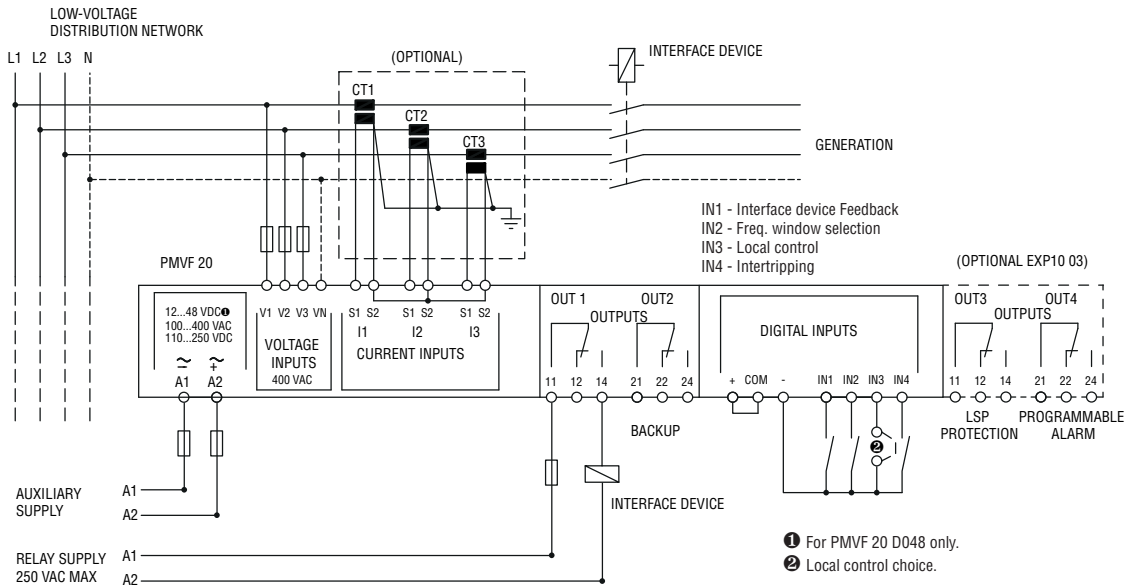 LOW-VOLTAGE
DISTRIBUTION NETWORK
L1 L2 L3 N
(OPTIONAL)
INTERFACE DEVICE
CT1
CT2
CT3
GENERATION
IN1 - Interface device Feedback
IN2 - Freq. window selection
IN3 - Local control
IN4 - Intertripping
PMVF 20
(OPTIONAL EXP10 03)
12...48 VDC❶
100...400 VAC
110...250 VDC
~ ~
− +
A1 A2
V1 V2 V3 VN
VOLTAGE
INPUTS
400 VAC
S1 S2 S1 S2 S1 S2
I1 I2 I3
CURRENT INPUTS
OUT 1 OUT2
OUTPUTS
11 12 14 21 22 24
BACKUP
DIGITAL INPUTS
+ COM - IN1 IN2 IN3 IN4
❷
OUT3 OUT4
OUTPUTS
11 12 14 21 22 24
LSP
PROTECTION
PROGRAMMABLE
ALARM
AUXILIARY
SUPPLY
A1
A2
INTERFACE DEVICE
RELAY SUPPLY
250 VAC MAX
A1
A2
❶ For PMVF 20 D048 only.
❷ Local control choice.